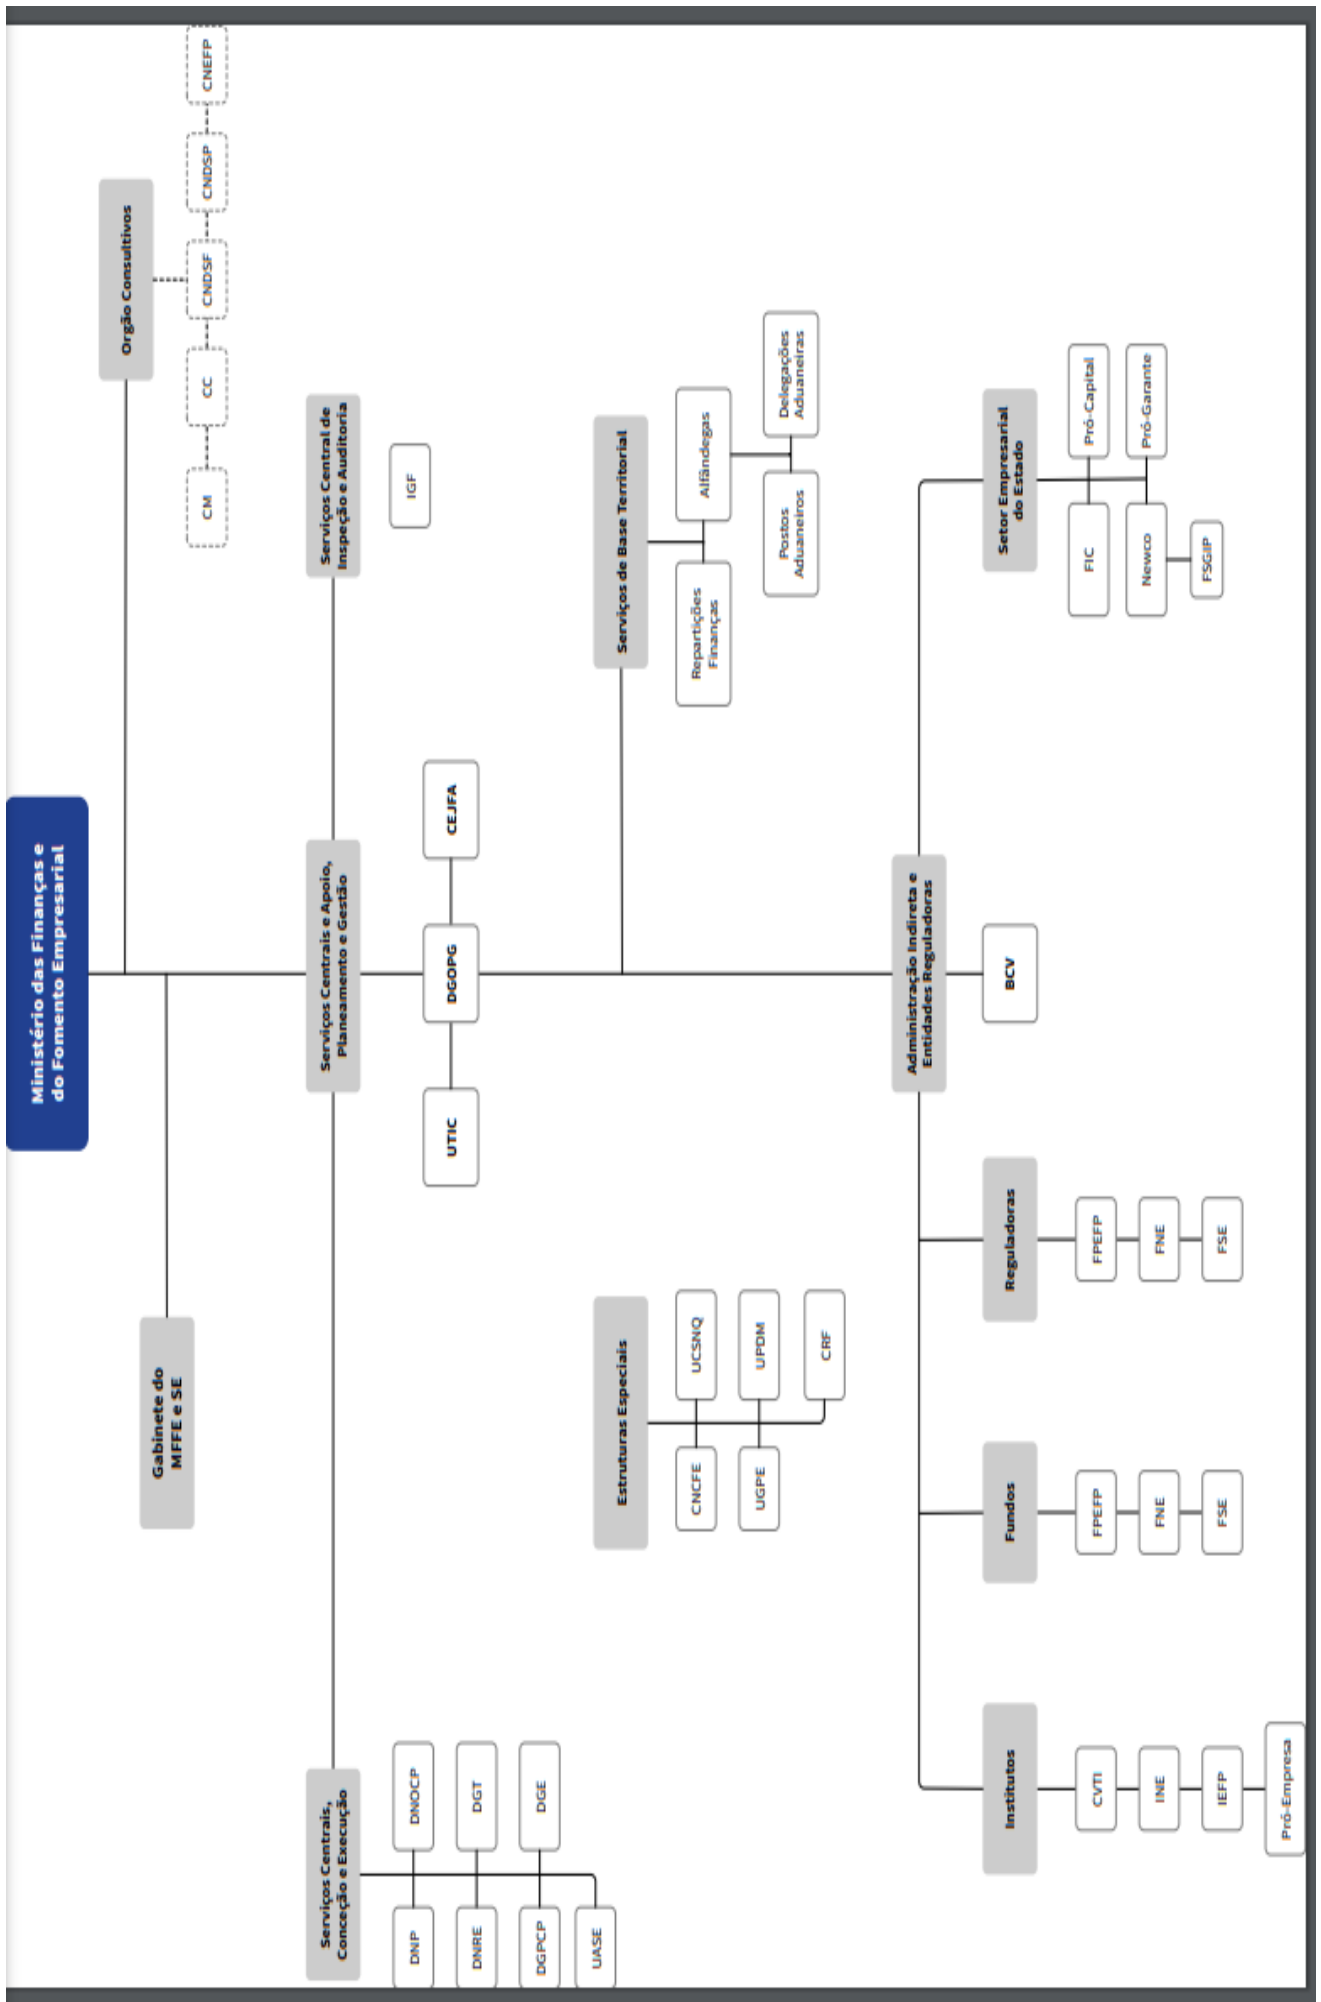 Ministério das Finanças e
do Fomento Empresarial
Orgão Consultivos
CM
CC
CNDSF
CNDSP
CNEFP
Gabinete do
MFFE e SE
Serviços Centrais,
Conceção e Execução
DNP
DNOCP
DNRE
DGT
DGPCP
DGE
UASE
Serviços Centrais e Apoio,
Planeamento e Gestão
UTIC
DGOPG
CEJFA
Serviços Central de
Inspeção e Auditoria
IGF
Estruturas Especiais
CNCFE
UCSNQ
UGPE
UPDM
CRF
Serviços de Base Territorial
Repartições
Finanças
Alfândegas
Postos
Aduaneiros
Delegações
Aduaneiras
Administração Indireta e
Entidades Reguladoras
Institutos
CVTI
INE
IEFP
Pró-Empresa
Fundos
FPEFP
FNE
FSE
Reguladoras
FPEFP
FNE
FSE
BCV
Setor Empresarial
do Estado
FIC
Pró-Capital
Newco
Pró-Garante
FSGIP